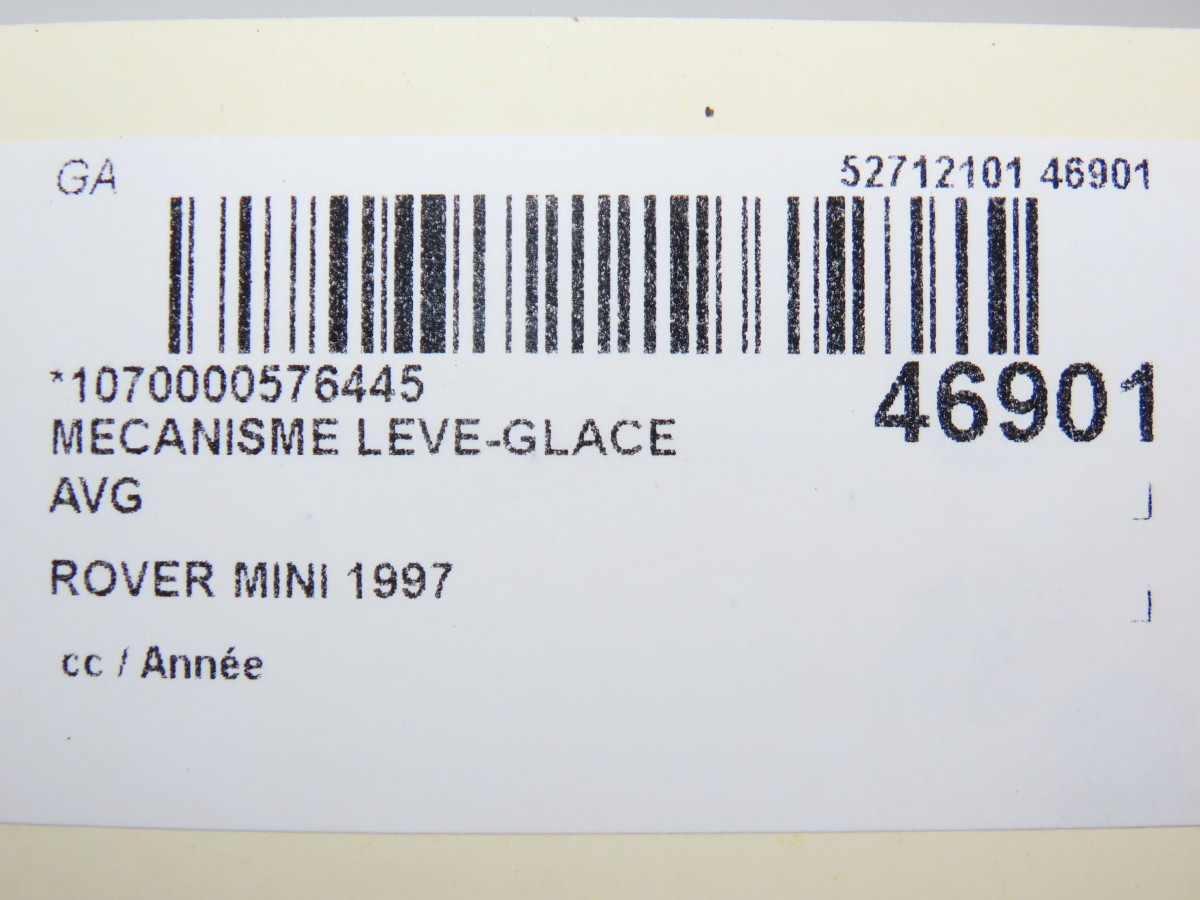 GA
52712101 46901
*1070000576445
46901
MECANISME LEVE-GLACE
AVG
ROVER MINI 1997
cc / Année